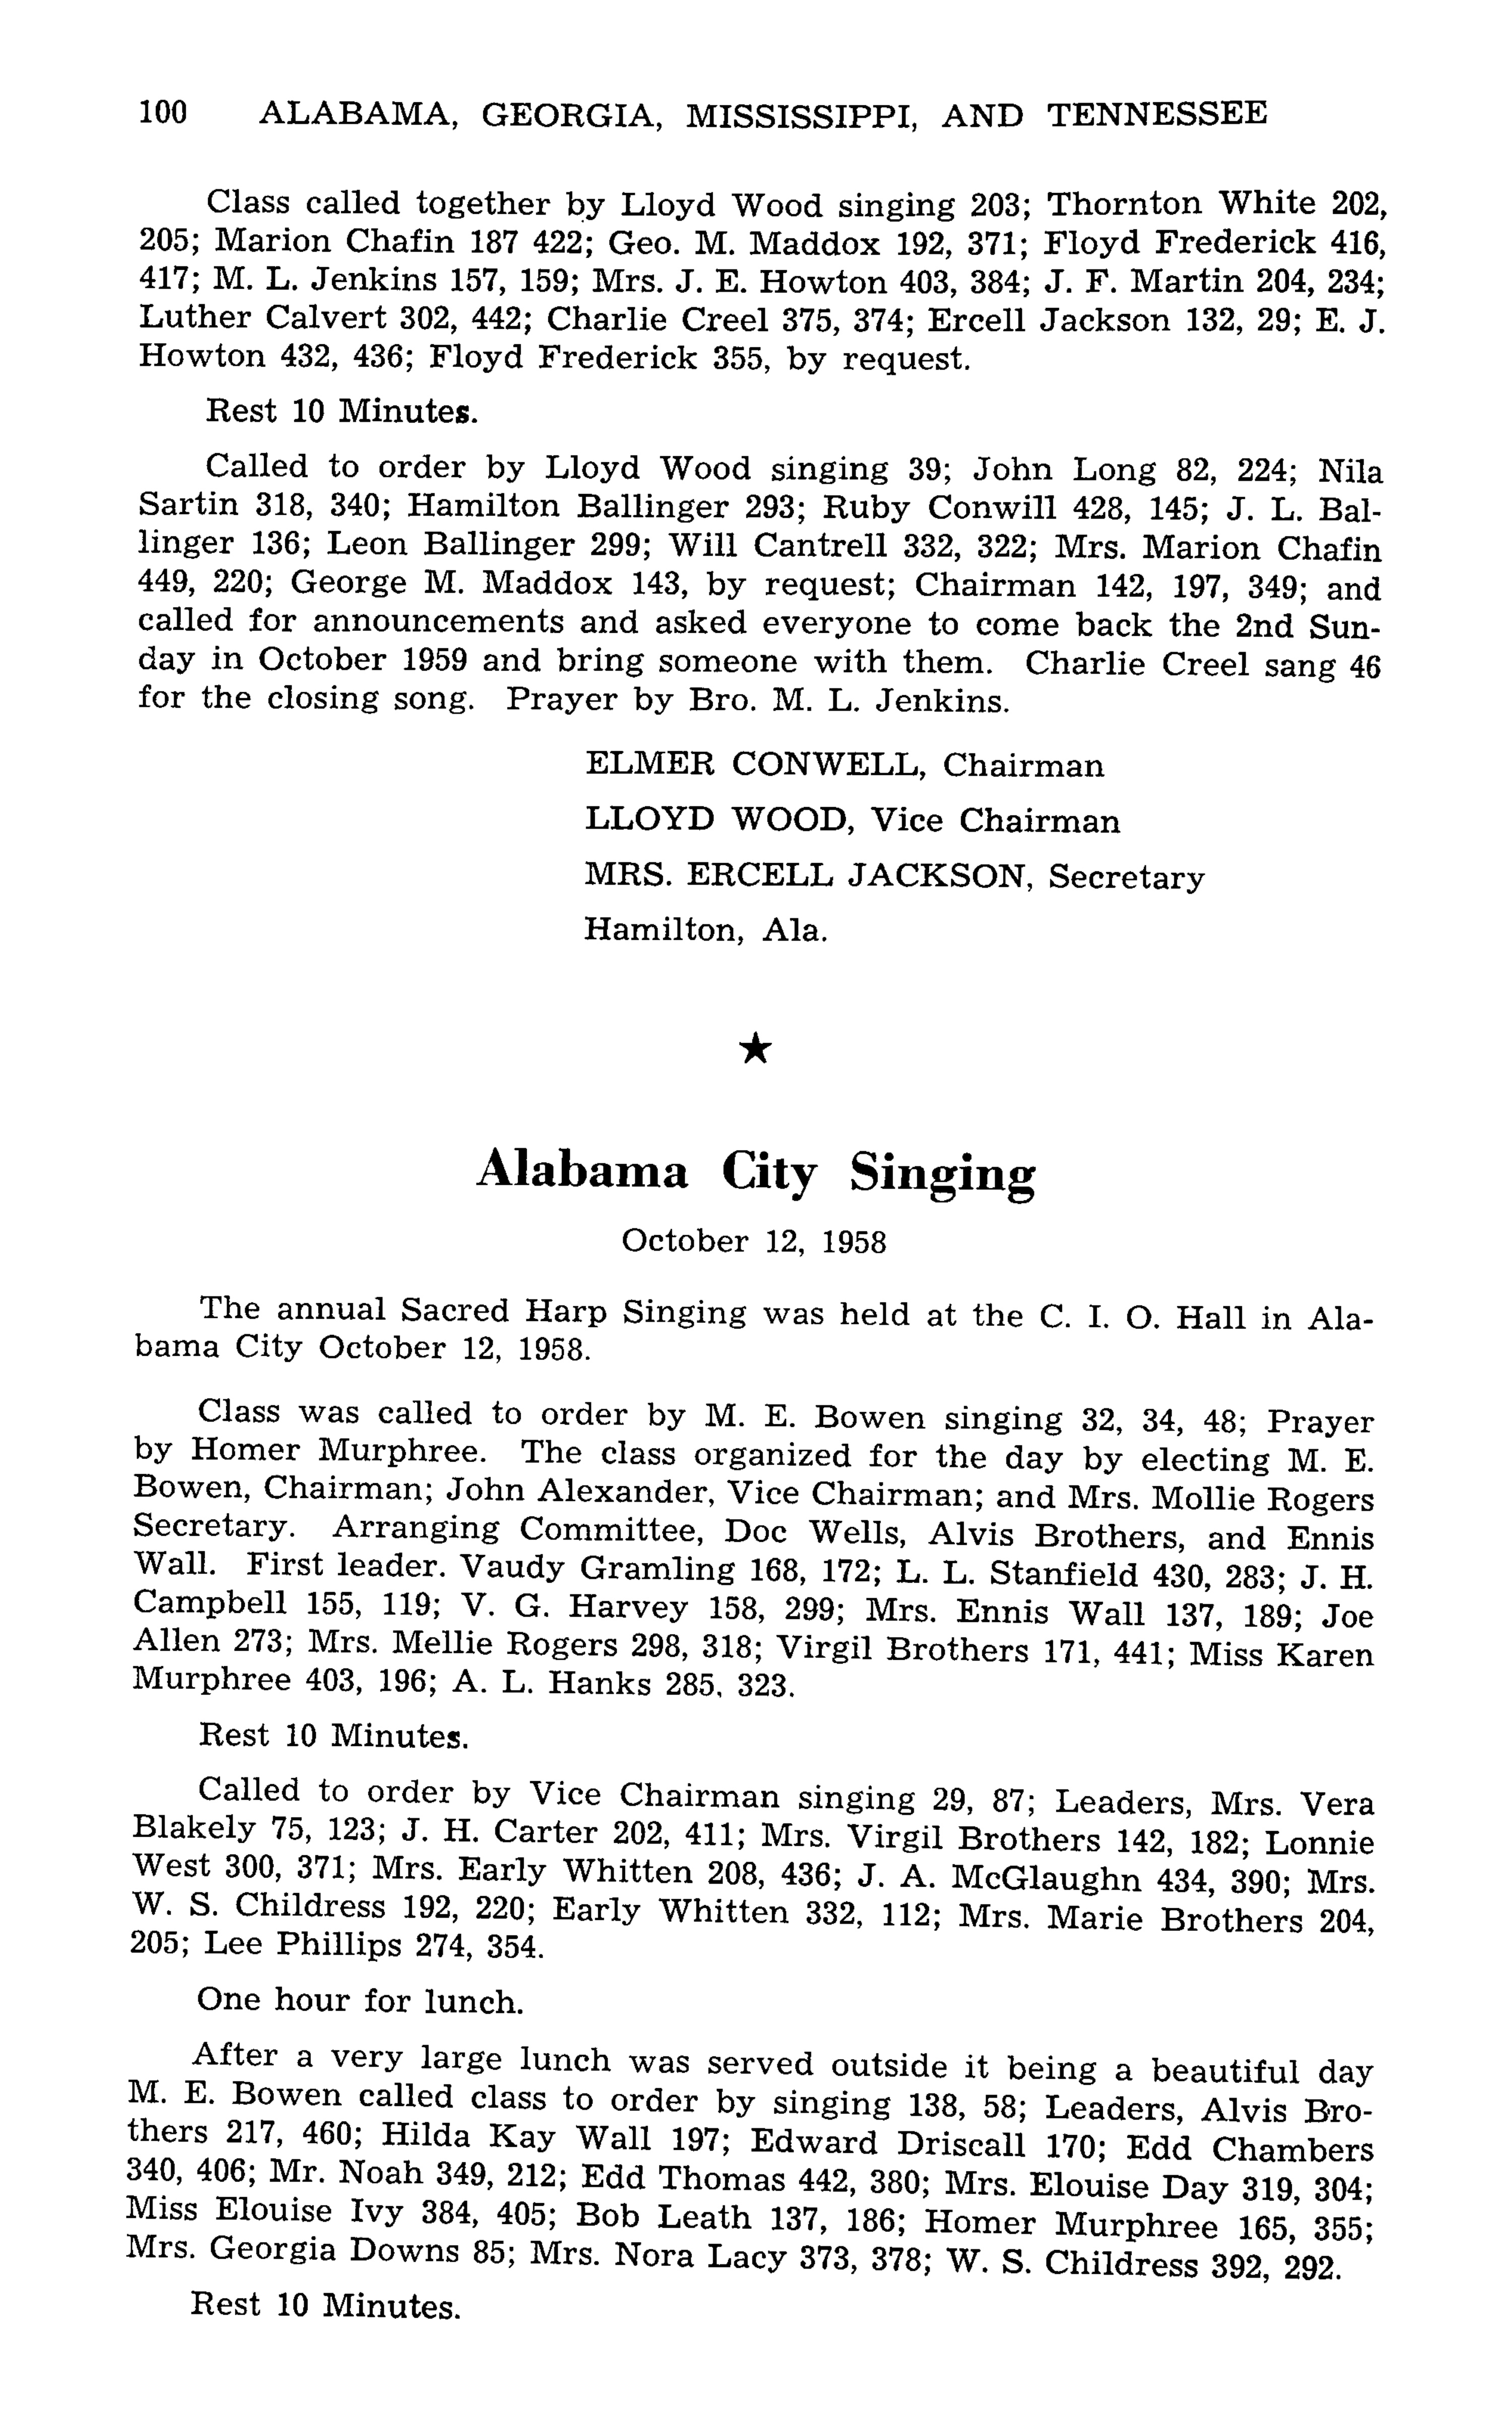 100 ALABAMA, GEORGIA, MISSISSIPPI, AND TENNESSEE
Class called together by Lloyd Wood singing 203; Thornton White 202,
205; Marion Chafin 187 422; Geo. M. Maddox 192, 371; Floyd Frederick 416,
417; M. L. Jenkins 157, 159; Mrs. J. E. Howton 403, 384; J. F. Martin 204, 234;
Luther Calvert 302, 442; Charlie Creel 375, 374; Ercell Jackson 132, 29; E. J.
Howton 432, 436; Floyd Frederick 355, by request.
Rest 10 Minutes.
Called to order by Lloyd Wood singing 39; John Long 82, 224; Nila
Sartin 318, 340; Hamilton Ballinger 293; Ruby Conwill 428, 145; J. L. Bal-
linger 136; Leon Ballinger 299; Will Cantrell 332, 322; Mrs. Marion Chafin
449, 220; George M. Maddox 143, by request; Chairman 142, 197, 349; and
called for announcements and asked everyone to come back the 2nd Sun-
day in October 1959 and bring someone with them. Charlie Creel sang 46
for the closing song. Prayer by Bro. M. L. Jenkins.
ELMER CONWELL, Chairman
LLOYD WOOD, Vice Chairman
MRS. ERCELL JACKSON, Secretary
Hamilton, Ala.
★
Alabama City Singing
October 12, 1958
The annual Sacred Harp Singing was held at the C. I. O. Hall in Ala-
bama City October 12, 1958.
Class was called to order by M. E. Bowen singing 32, 34, 48; Prayer
by Homer Murphree. The class organized for the day by electing M. E.
Bowen, Chairman; John Alexander, Vice Chairman; and Mrs. Mollie Rogers
Secretary. Arranging Committee, Doc Wells, Alvis Brothers, and Ennis
Wall. First leader. Vaudy Gramling 168, 172; L. L. Stanfield 430, 283; J. H.
Campbell 155, 119; V. G. Harvey 158, 299; Mrs. Ennis Wall 137, 189; Joe
Allen 273; Mrs. Mellie Rogers 298, 318; Virgil Brothers 171, 441; Miss Karen
Murphree 403, 196; A. L. Hanks 285, 323.
Rest 10 Minutes.
Called to order by Vice Chairman singing 29, 87; Leaders, Mrs. Vera
Blakely 75, 123; J. H. Carter 202, 411; Mrs. Virgil Brothers 142, 182; Lonnie
West 300, 371; Mrs. Early Whitten 208, 436; J. A. McGlaughn 434, 390; Mrs.
W. S. Childress 192, 220; Early Whitten 332, 112; Mrs. Marie Brothers 204,
205; Lee Phillips 274, 354.
One hour for lunch.
After a very large lunch was served outside it being a beautiful day
M. E. Bowen called class to order by singing 138, 58; Leaders, Alvis Bro-
thers 217, 460; Hilda Kay Wall 197; Edward Driscall 170; Edd Chambers
340, 406; Mr. Noah 349, 212; Edd Thomas 442, 380; Mrs. Elouise Day 319, 304;
Miss Elouise Ivy 384, 405; Bob Leath 137, 186; Homer Murphree 165, 355;
Mrs. Georgia Downs 85; Mrs. Nora Lacy 373, 378; W. S. Childress 392, 292.
Rest 10 Minutes.